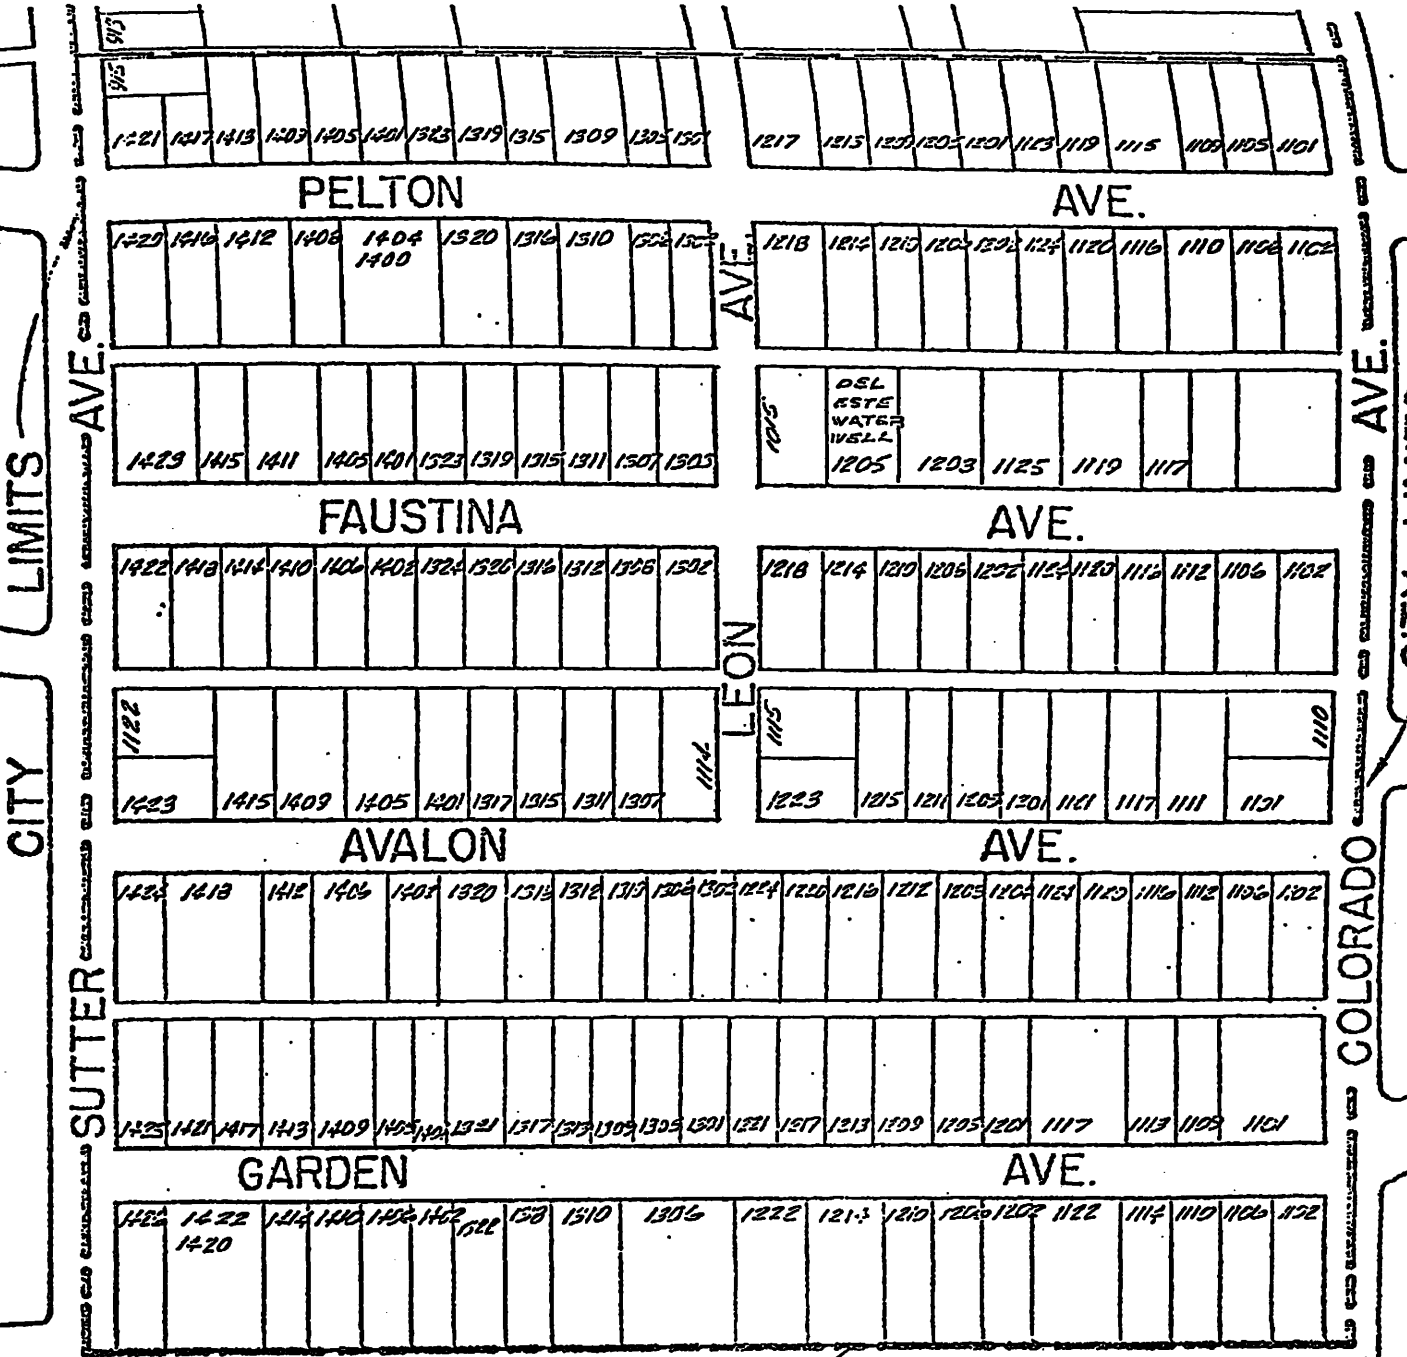 913
915
1421 1417 1413 1409 1405 1401 1323 1319 1315 1309 1305 1301
1217 1213 1209 1205 1201 1123 1119 1115 1109 1105 1101
PELTON AVE.
1420 1416 1412 1408 1404 1320 1316 1310 1306 1302
1400
1218 1214 1210 1206 1202 1124 1120 1116 1110 1106 1102
AVE.
1015
DEL
ESTE
WATER
WELL
1423 1415 1411 1405 1401 1323 1319 1315 1311 1307 1303
1205 1203 1125 1119 1117
FAUSTINA AVE.
1422 1418 1414 1410 1406 1402 1324 1320 1316 1312 1308 1302
1218 1214 1210 1206 1202 1124 1120 1116 1112 1106 1102
LEON
1122
1114
1115
1110
1423 1415 1409 1405 1401 1317 1315 1311 1307
1223 1215 1211 1205 1201 1121 1117 1111 1101
AVALON AVE.
1424 1418 1412 1406 1320 1312 1302 1224 1220 1216 1212 1204 1124 1120 1116 1112 1106 1102
1425 1421 1417 1413 1409 1405 1321 1317 1313 1309 1305 1301 1221 1217 1213 1209 1205 1201 1117 1113 1109 1101
GARDEN AVE.
1422 1414 1410 1406 1402 1322 1318 1310 1306 1222 1210 1206 1202 1122 1114 1110 1106 1102
1420
CITY LIMITS
SUTTER AVE.
COLORADO AVE.